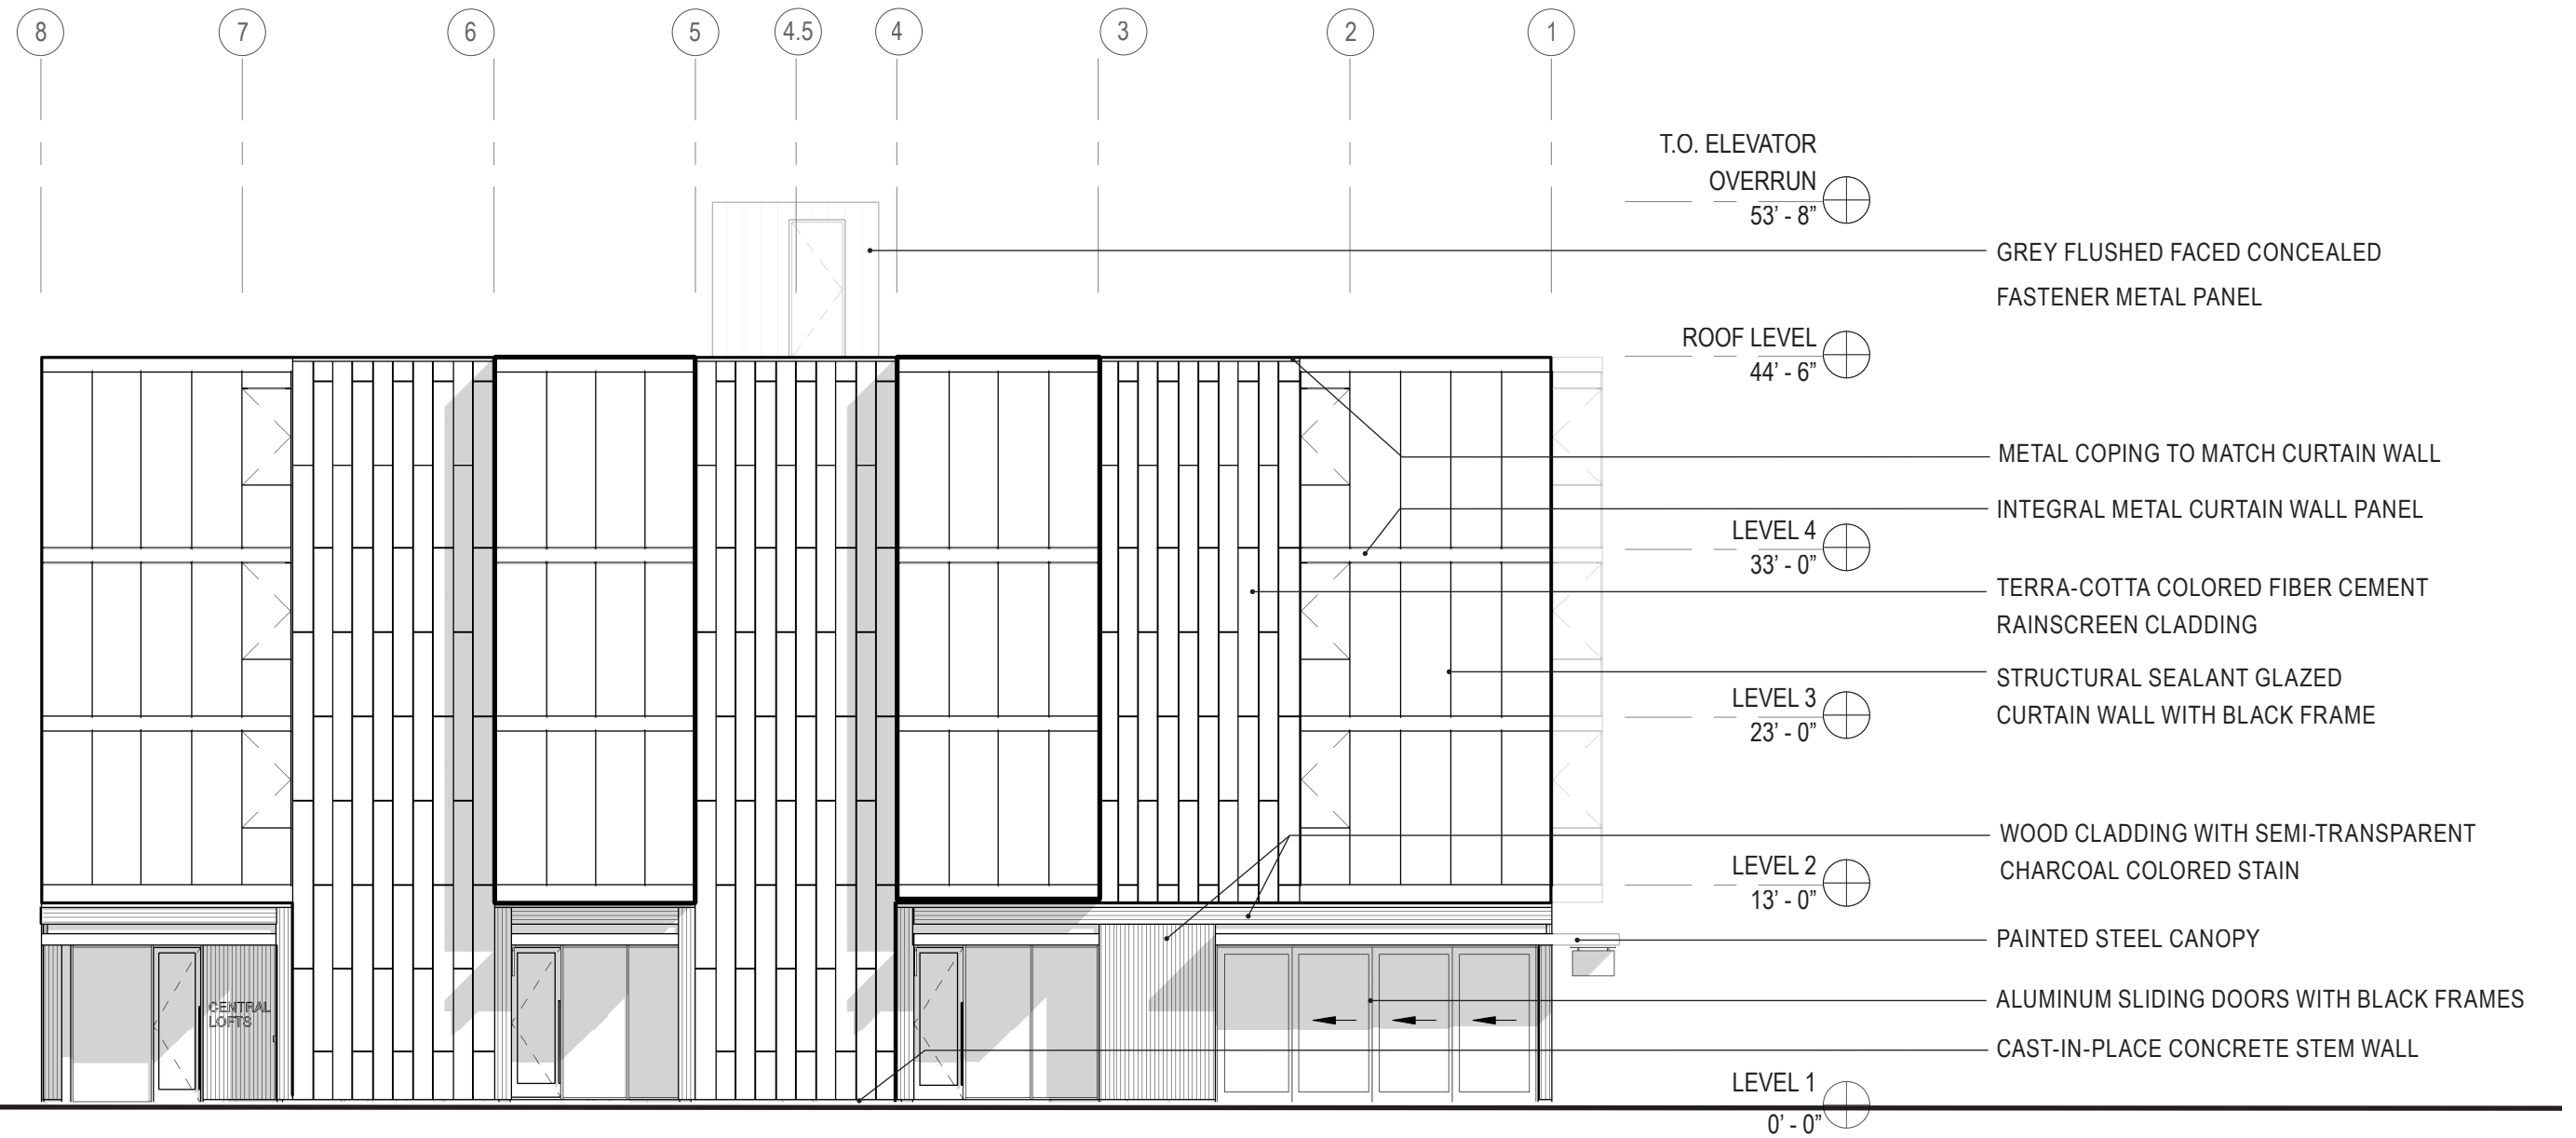 8
7
6
5
4.5
4
3
2
1
T.O. ELEVATOR
OVERRUN
53’ - 8”
GREY FLUSHED FACED CONCEALED
FASTENER METAL PANEL
ROOF LEVEL
44’ - 6”
METAL COPING TO MATCH CURTAIN WALL
INTEGRAL METAL CURTAIN WALL PANEL
LEVEL 4
33’ - 0”
TERRA-COTTA COLORED FIBER CEMENT
RAINSCREEN CLADDING
STRUCTURAL SEALANT GLAZED
CURTAIN WALL WITH BLACK FRAME
LEVEL 3
23’ - 0”
WOOD CLADDING WITH SEMI-TRANSPARENT
CHARCOAL COLORED STAIN
LEVEL 2
13’ - 0”
PAINTED STEEL CANOPY
ALUMINUM SLIDING DOORS WITH BLACK FRAMES
CENTRAL
LOFTS
CAST-IN-PLACE CONCRETE STEM WALL
LEVEL 1
0’ - 0”